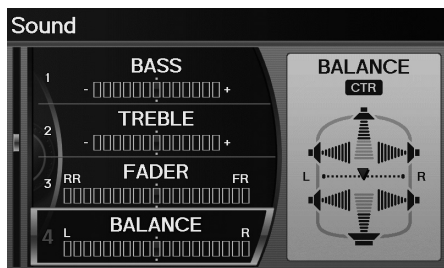 Sound
1 BASS
- +
2 TREBLE
- +
3 RR FADER FR
4 L BALANCE R
BALANCE
CTR
L R